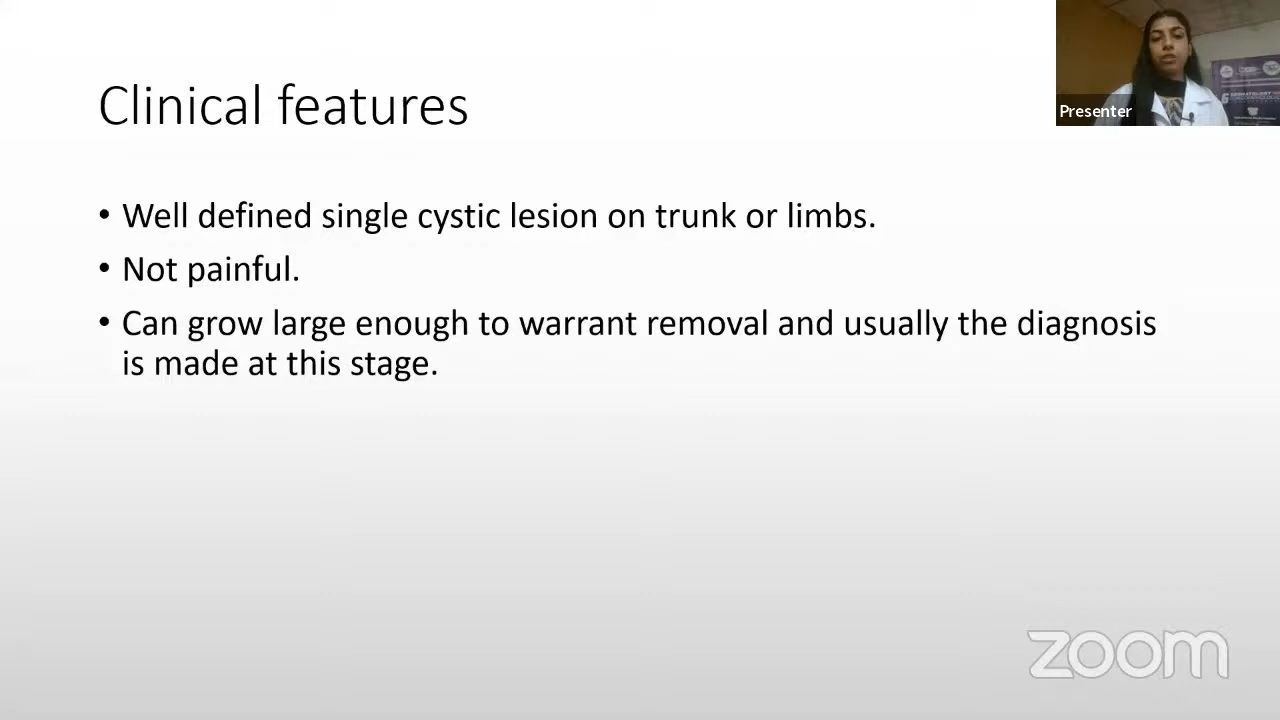 Clinical features
• Well defined single cystic lesion on trunk or limbs.
• Not painful.
• Can grow large enough to warrant removal and usually the diagnosis
is made at this stage.
Presenter
zoom